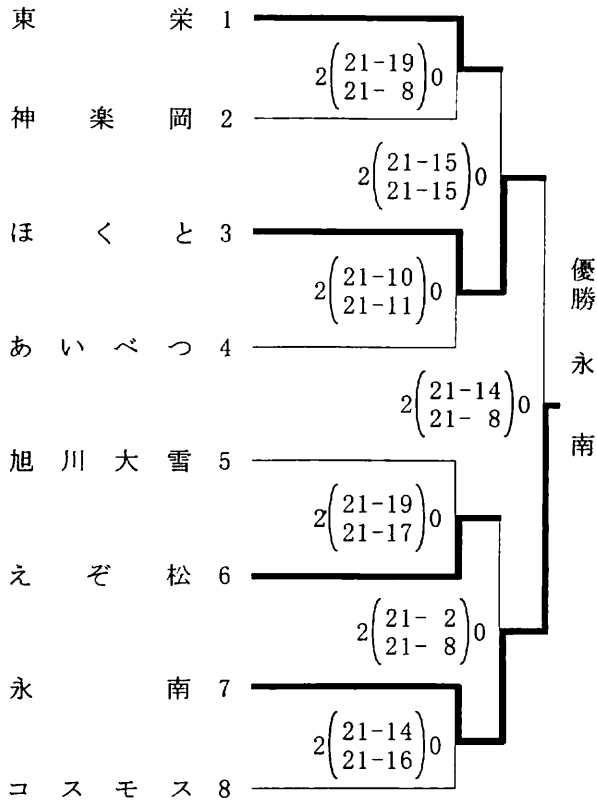 東栄 1
2(21-19 21- 8)0
神楽岡 2
2(21-15 21-15)0
ほくと 3
2(21-10 21-11)0
あいべつ 4
2(21-14 21- 8)0
旭川大雪 5
2(21-19 21-17)0
えぞ松 6
2(21- 2 21- 8)0
永南 7
2(21-14 21-16)0
コスモス 8
優勝 永南